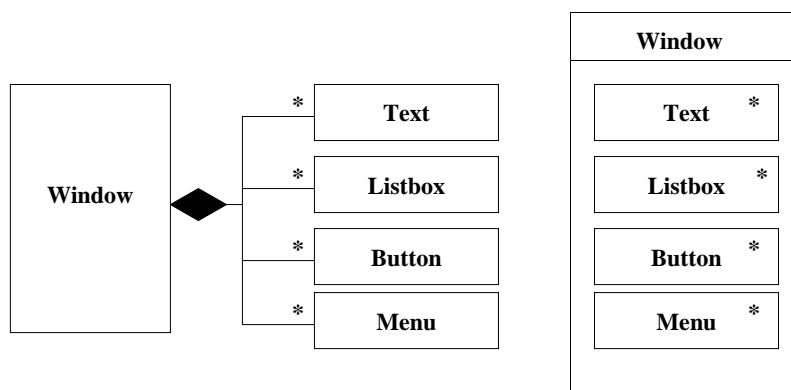 Window
* Text
* Listbox
Window
* Button
* Menu
Window
Text *
Listbox *
Button *
Menu *